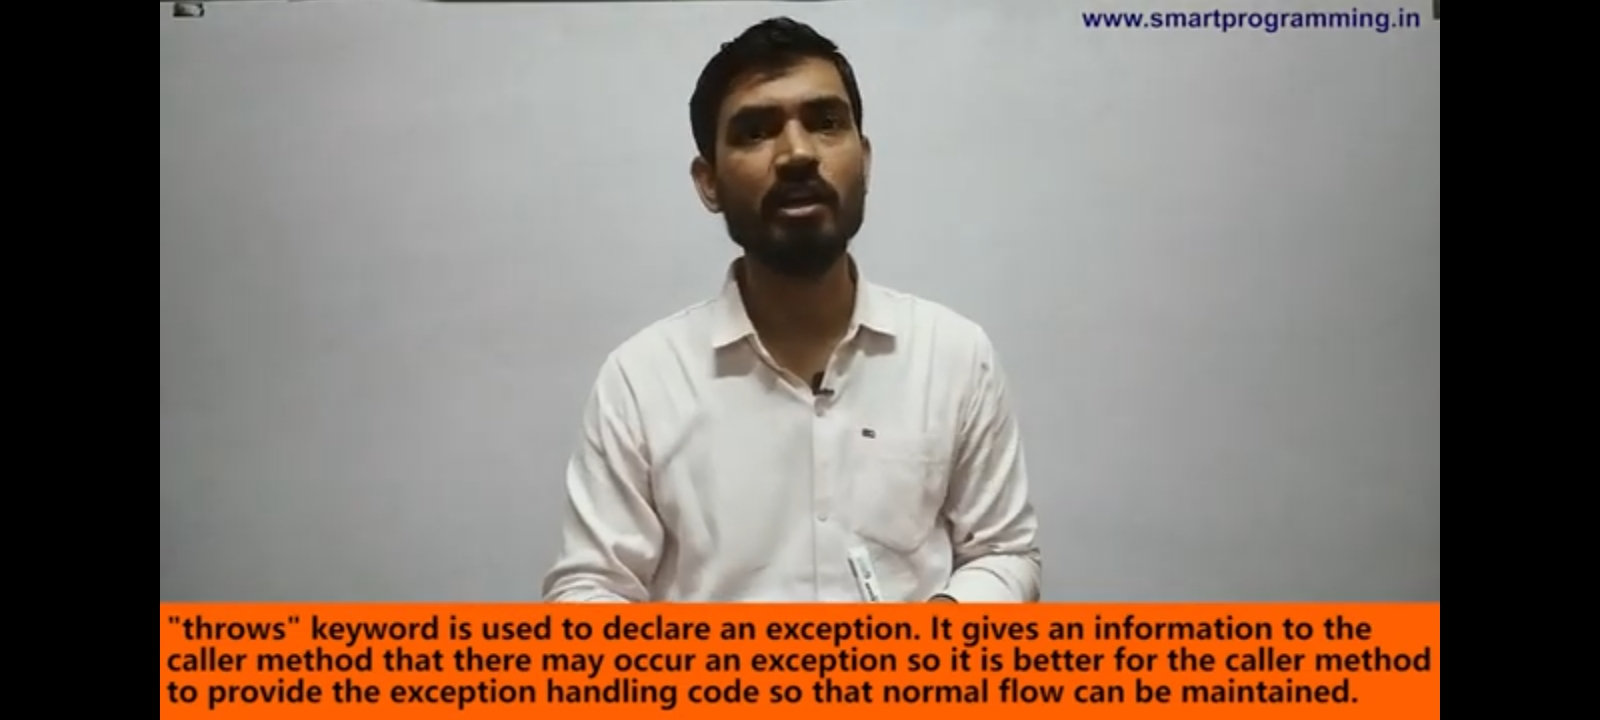 www.smartprogramming.in
"throws" keyword is used to declare an exception. It gives an information to the
caller method that there may occur an exception so it is better for the caller method
to provide the exception handling code so that normal flow can be maintained.